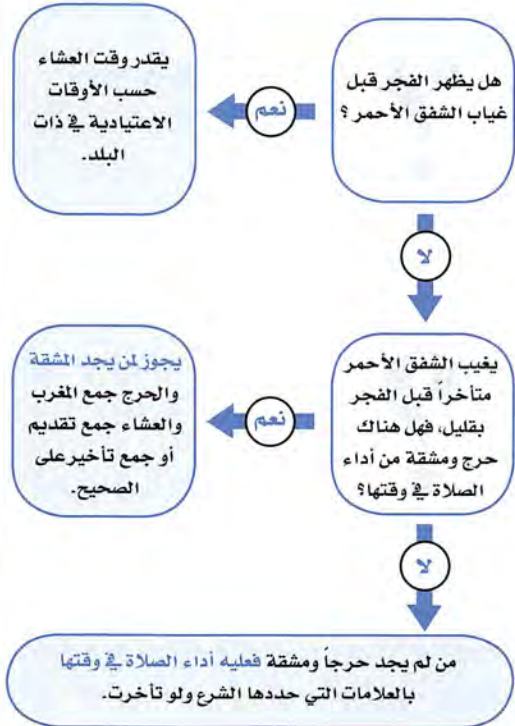 هل يظهر الفجر قبل
غياب الشفق الأحمر ؟
نعم
يقدر وقت العشاء
حسب الأوقات
الاعتيادية في ذات
البلد.
لا
يغيب الشفق الأحمر
متأخراً قبل الفجر
بقليل، فهل هناك
حرج ومشقة من أداء
الصلاة في وقتها؟
نعم
يجوز لمن يجد المشقة
والحرج جمع المغرب
والعشاء جمع تقديم
أو جمع تأخير على
الصحيح.
لا
من لم يجد حرجاً ومشقة فعليه أداء الصلاة في وقتها
بالعلامات التي حددها الشرع ولو تأخرت.